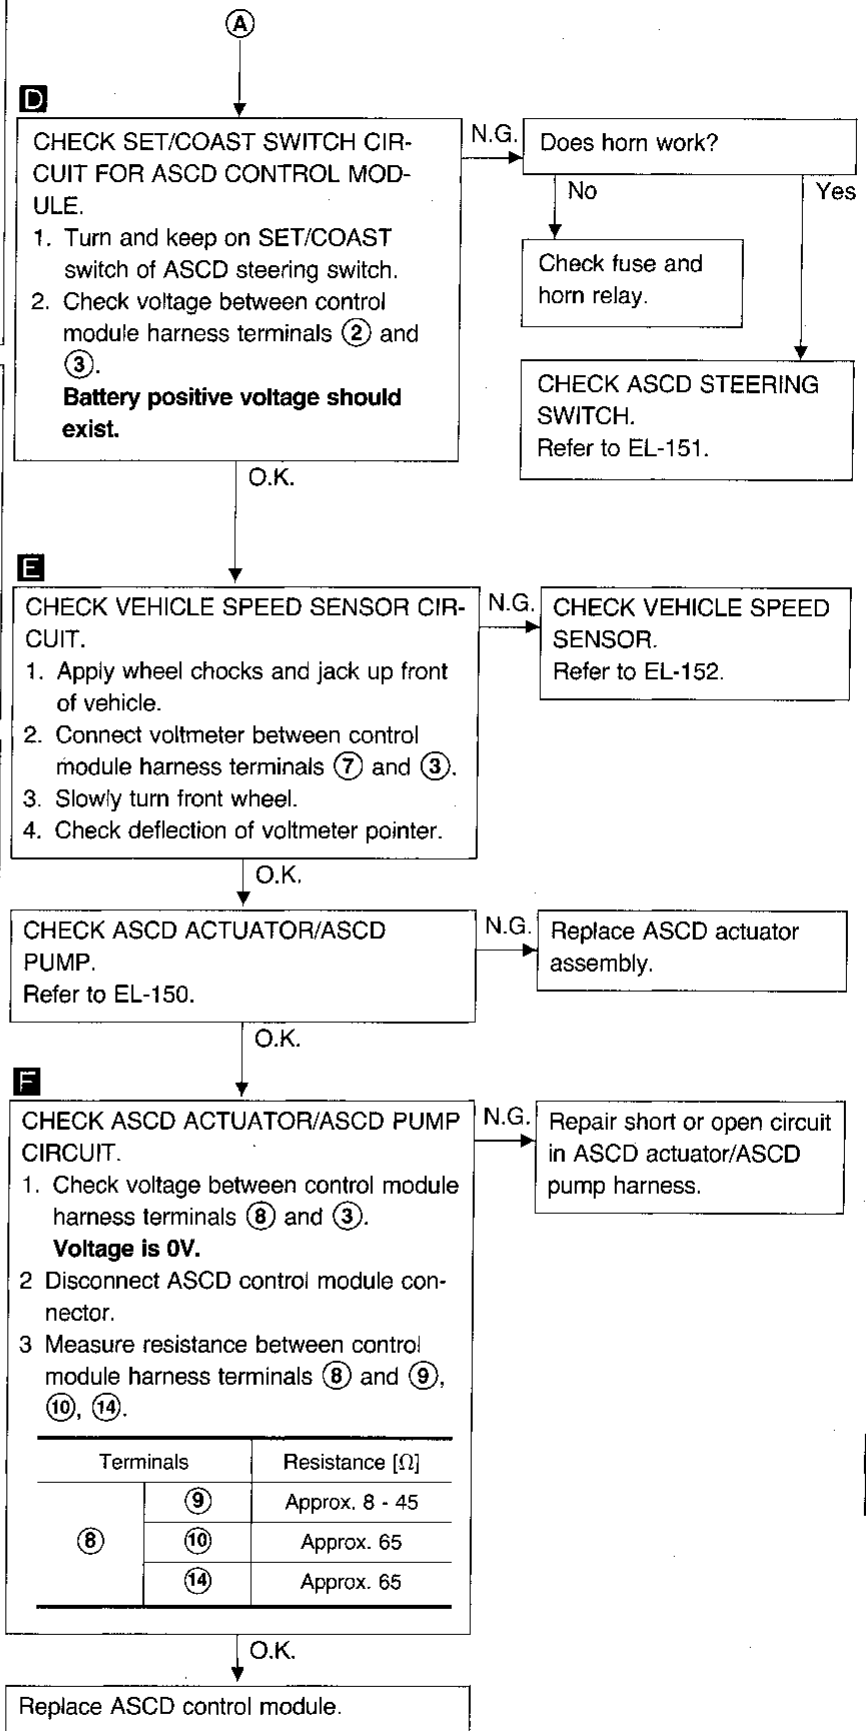 A
D
CHECK SET/COAST SWITCH CIR-
CUIT FOR ASCD CONTROL MOD-
ULE.
1. Turn and keep on SET/COAST
switch of ASCD steering switch.
2. Check voltage between control
module harness terminals ② and
③.
Battery positive voltage should
exist.
N.G.
Does horn work?
No
Yes
Check fuse and
horn relay.
CHECK ASCD STEERING
SWITCH.
Refer to EL-151.
O.K.
E
CHECK VEHICLE SPEED SENSOR CIR-
CUIT.
1. Apply wheel chocks and jack up front
of vehicle.
2. Connect voltmeter between control
module harness terminals ⑦ and ③.
3. Slowly turn front wheel.
4. Check deflection of voltmeter pointer.
N.G.
CHECK VEHICLE SPEED
SENSOR.
Refer to EL-152.
O.K.
CHECK ASCD ACTUATOR/ASCD
PUMP.
Refer to EL-150.
N.G.
Replace ASCD actuator
assembly.
O.K.
F
CHECK ASCD ACTUATOR/ASCD PUMP
CIRCUIT.
1. Check voltage between control module
harness terminals ⑧ and ③.
Voltage is 0V.
2 Disconnect ASCD control module con-
nector.
3 Measure resistance between control
module harness terminals ⑧ and ⑨,
⑩, ⑭.
Terminals Resistance [Ω]
⑨ Approx. 8 - 45
⑧ ⑩ Approx. 65
⑭ Approx. 65
N.G.
Repair short or open circuit
in ASCD actuator/ASCD
pump harness.
O.K.
Replace ASCD control module.